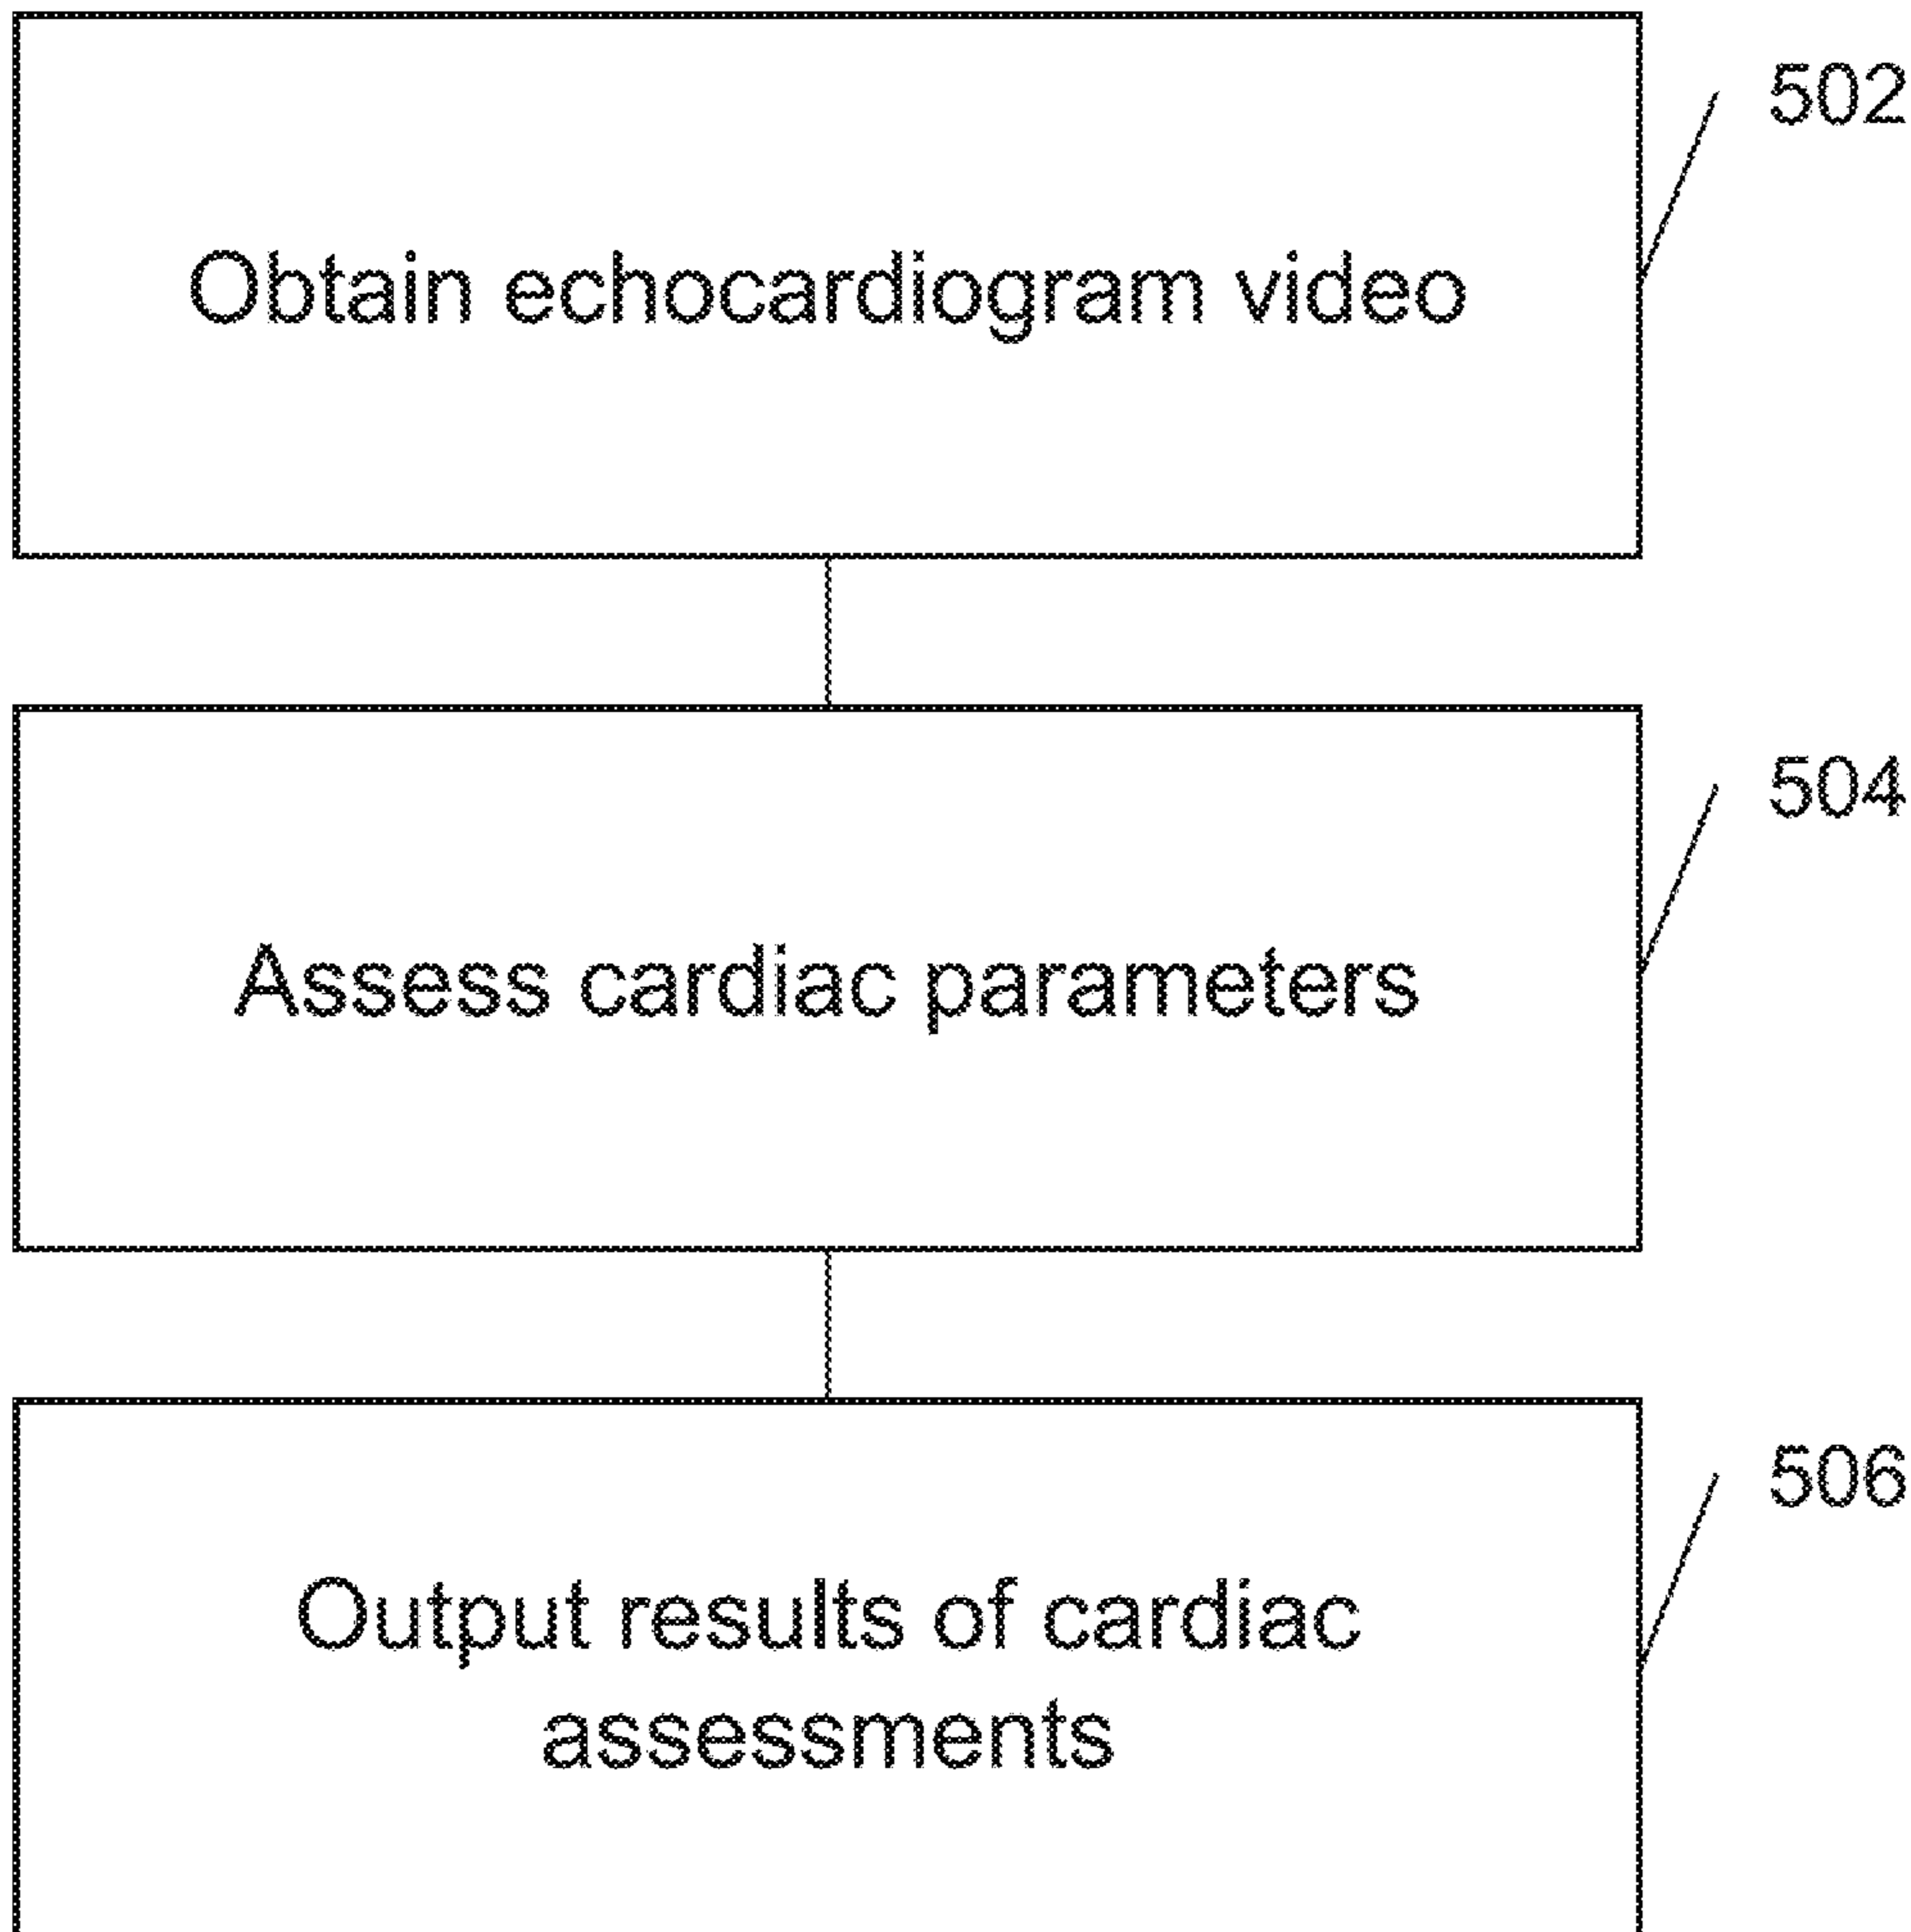 502
Obtain echocardiogram video
504
Assess cardiac parameters
506
Output results of cardiac
assessments